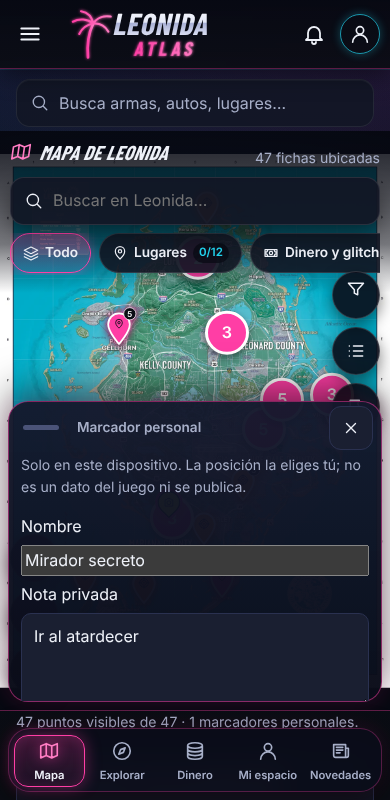 LEONIDA
ATLAS
Busca armas, autos, lugares...
MAPA DE LEONIDA
47 fichas ubicadas
Buscar en Leonida...
Todo
Lugares 0/12
Dinero y glitch
5
3
KELLY COUNTY
LEONARD COUNTY
5
3
Marcador personal
Solo en este dispositivo. La posición la eliges tú; no
es un dato del juego ni se publica.
Nombre
Mirador secreto
Nota privada
Ir al atardecer
47 puntos visibles de 47 · 1 marcadores personales.
Mapa
Explorar
Dinero
Mi espacio
Novedades